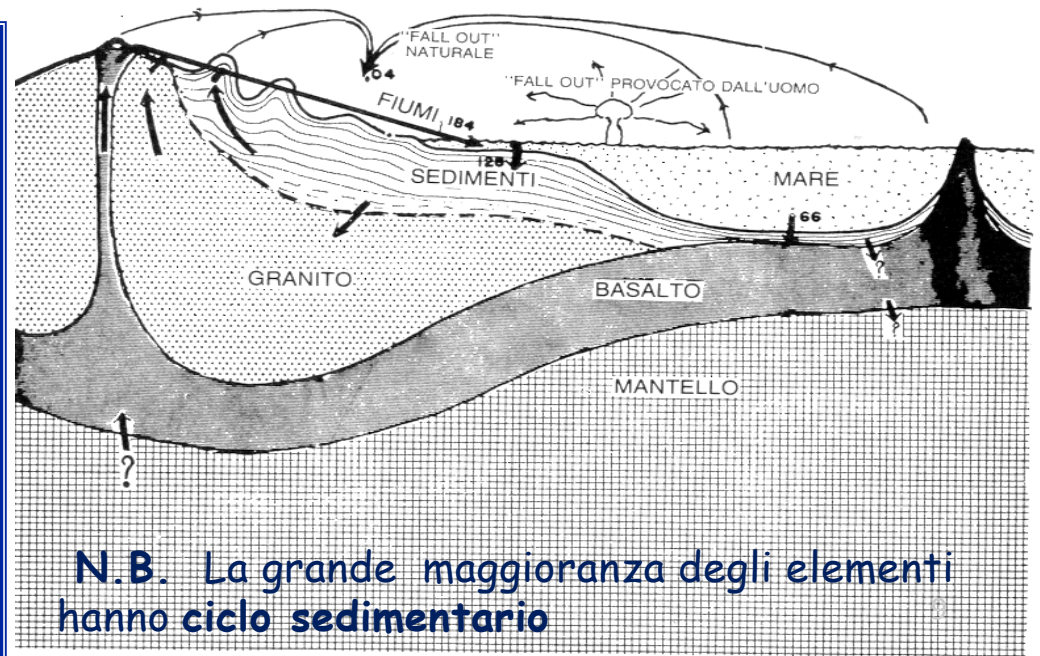 "FALL OUT"
NATURALE
.04
"FALL OUT" PROVOCATO DALL'UOMO
FIUMI, 184
128
SEDIMENTI
MARE
66
?
GRANITO
BASALTO
?
MANTELLO
?
N.B. La grande maggioranza degli elementi
hanno ciclo sedimentario